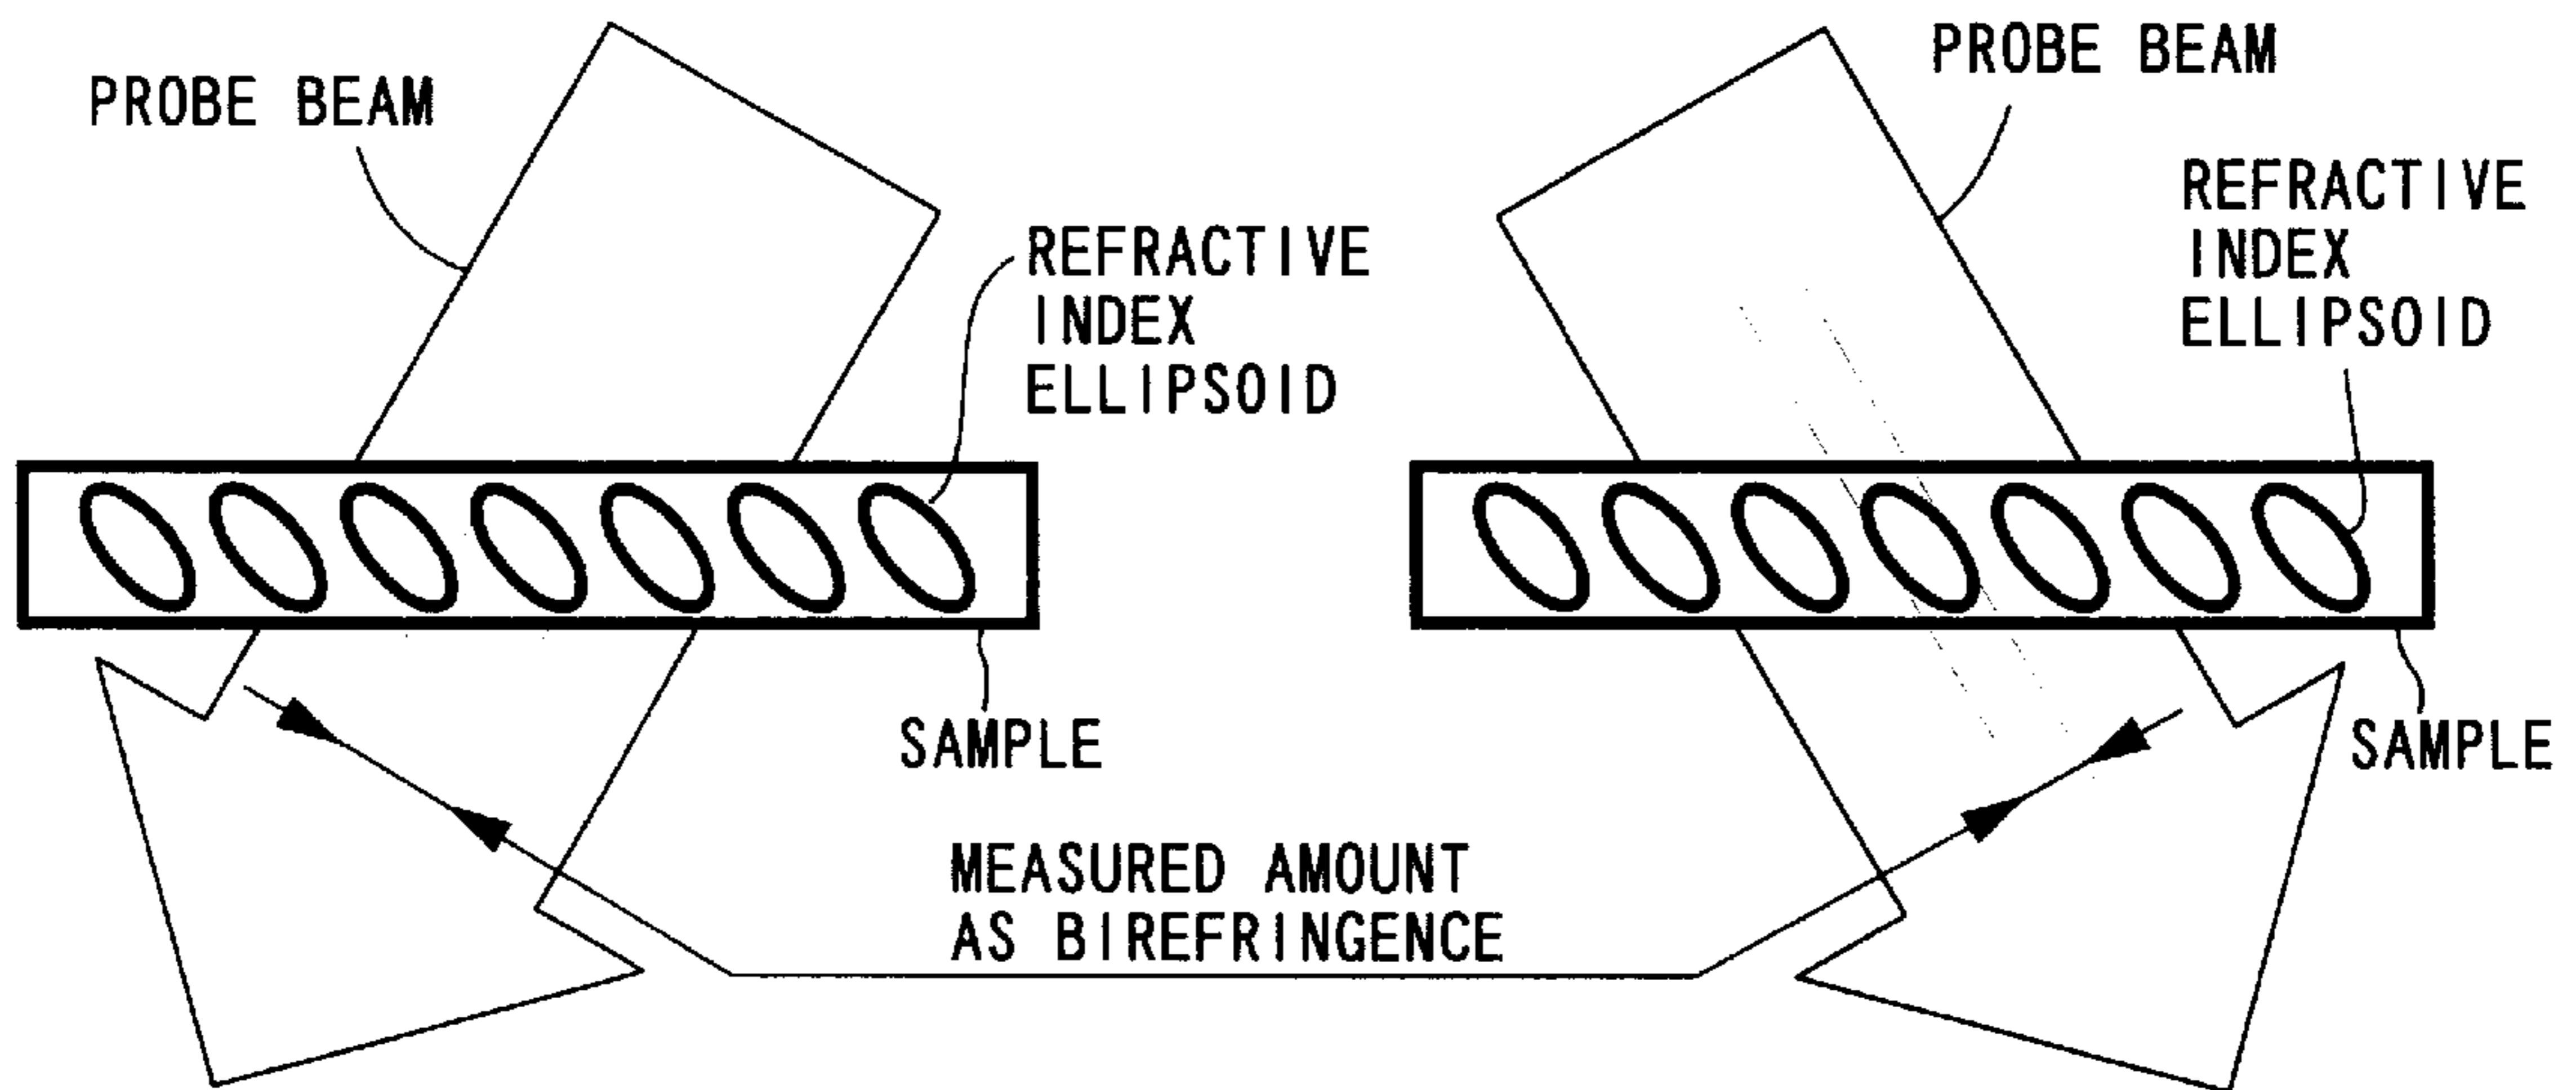 PROBE BEAM
REFRACTIVE
INDEX
ELLIPSOID
SAMPLE
PROBE BEAM
REFRACTIVE
INDEX
ELLIPSOID
SAMPLE
MEASURED AMOUNT
AS BIREFRINGENCE